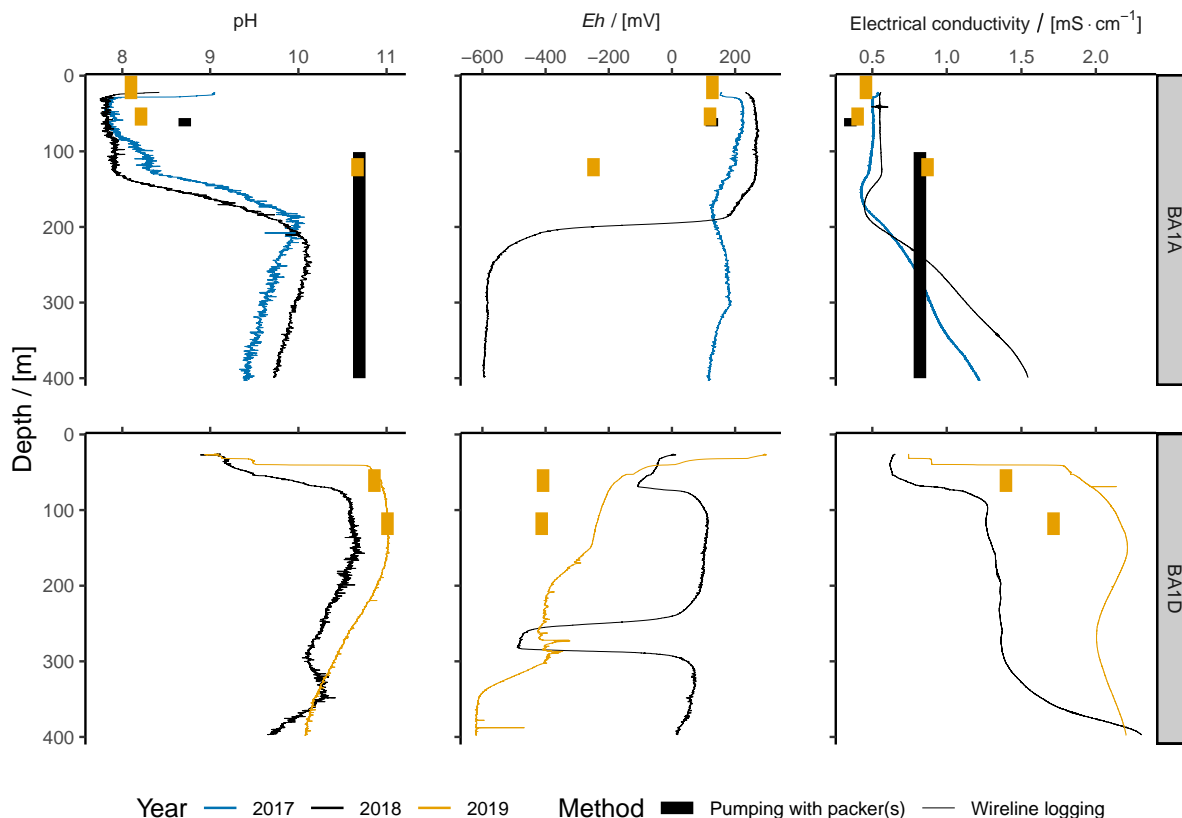 pH
Eh / [mV]
Electrical conductivity / [mS · cm⁻¹]
8 9 10 11
−600 −400 −200 0 200
0.5 1.0 1.5 2.0
0
100
200
300
400
BA1A
Depth / [m]
0
100
200
300
400
BA1D
Year 2017 2018 2019 Method Pumping with packer(s) Wireline logging